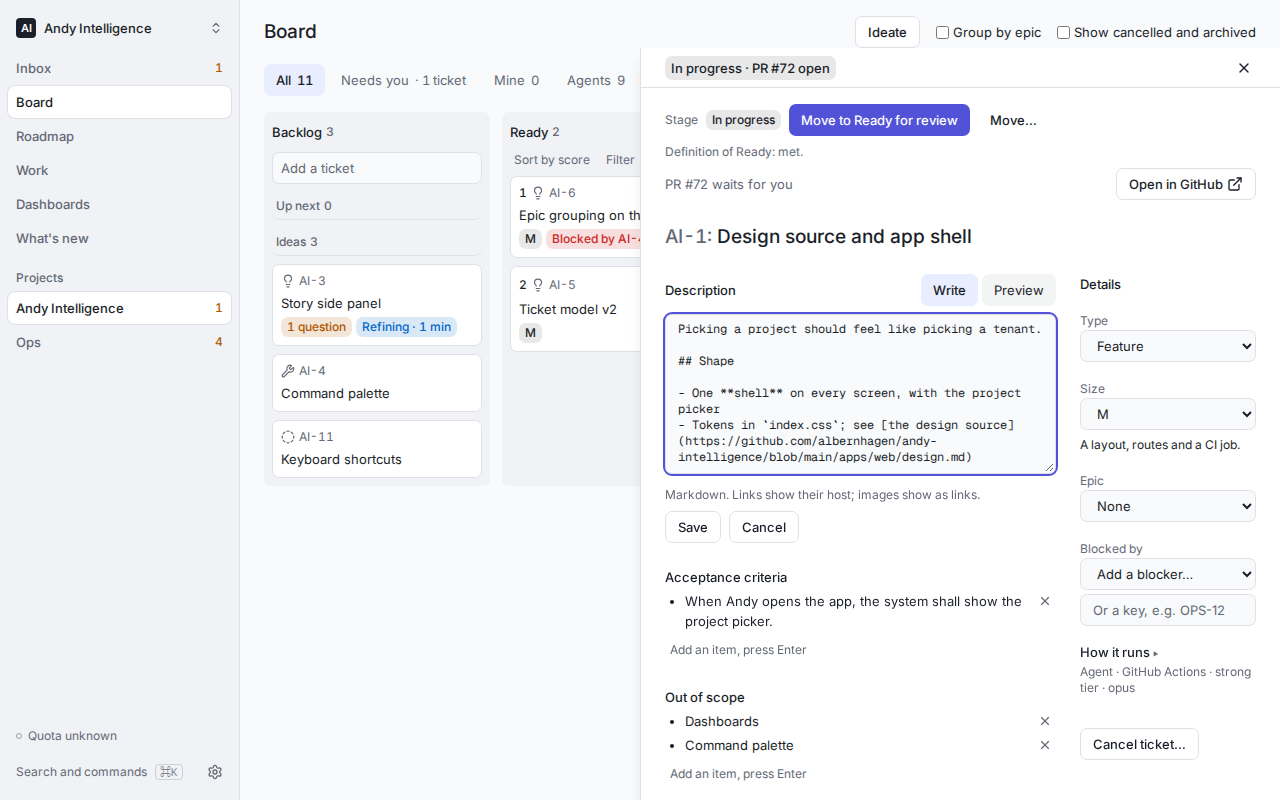 AI Andy Intelligence
Inbox 1
Board
Roadmap
Work
Dashboards
What's new
Projects
Andy Intelligence 1
Ops 4
Quota unknown
Search and commands ⌘K
Board
Ideate
Group by epic
Show cancelled and archived
All 11
Needs you · 1 ticket
Mine 0
Agents 9
Backlog 3
Add a ticket
Up next 0
Ideas 3
AI-3
Story side panel
1 question
Refining · 1 min
AI-4
Command palette
AI-11
Keyboard shortcuts
Ready 2
Sort by score
Filter
1 AI-6
Epic grouping on th
M Blocked by AI-
2 AI-5
Ticket model v2
M
In progress · PR #72 open
Stage In progress Move to Ready for review Move...
Definition of Ready: met.
PR #72 waits for you
Open in GitHub
AI-1: Design source and app shell
Description
Write
Preview
Picking a project should feel like picking a tenant.
## Shape
- One **shell** on every screen, with the project
picker
- Tokens in `index.css`; see [the design source]
(https://github.com/albernhagen/andy-
intelligence/blob/main/apps/web/design.md)
Markdown. Links show their host; images show as links.
Save
Cancel
Acceptance criteria
• When Andy opens the app, the system shall show the
project picker.
Add an item, press Enter
Out of scope
• Dashboards
• Command palette
Add an item, press Enter
Details
Type
Feature
Size
M
A layout, routes and a CI job.
Epic
None
Blocked by
Add a blocker...
Or a key, e.g. OPS-12
How it runs ▸
Agent · GitHub Actions · strong
tier · opus
Cancel ticket...